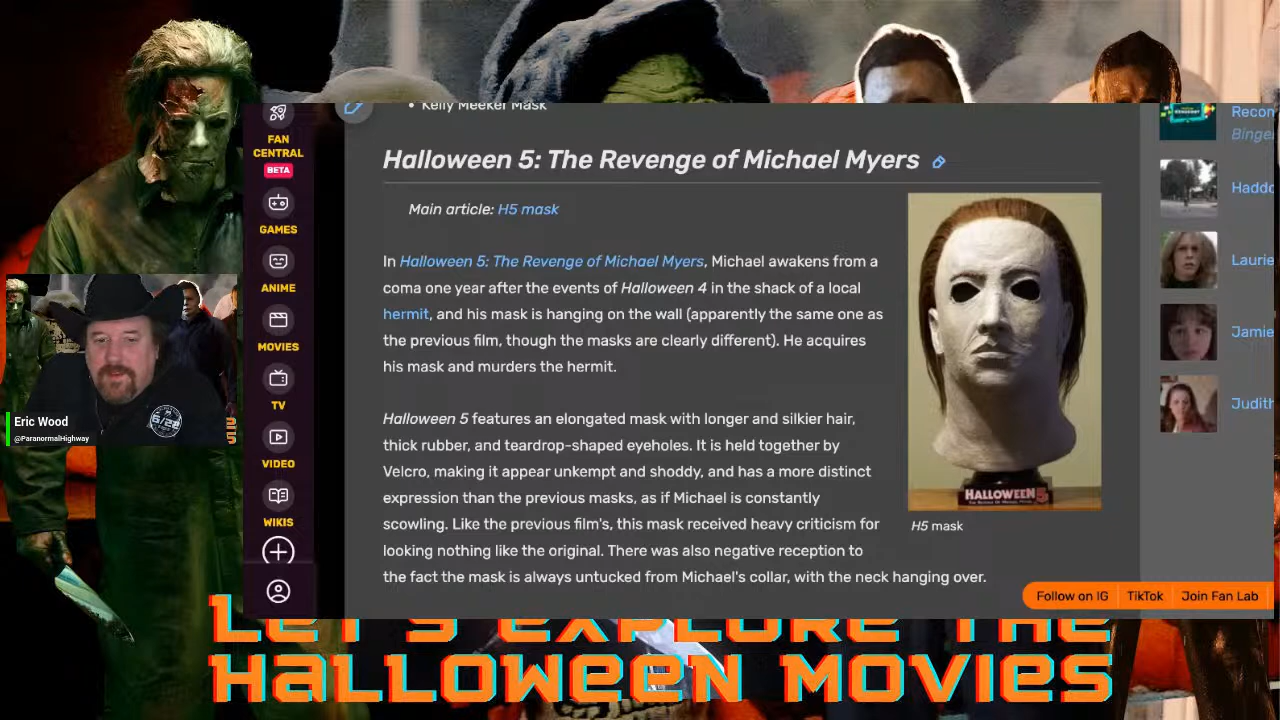 Kelly Meeker Mask
FAN
CENTRAL
BETA
GAMES
ANIME
MOVIES
TV
VIDEO
WIKIS
Halloween 5: The Revenge of Michael Myers
Main article: H5 mask
In Halloween 5: The Revenge of Michael Myers, Michael awakens from a
coma one year after the events of Halloween 4 in the shack of a local
hermit, and his mask is hanging on the wall (apparently the same one as
the previous film, though the masks are clearly different). He acquires
his mask and murders the hermit.
Halloween 5 features an elongated mask with longer and silkier hair,
thick rubber, and teardrop-shaped eyeholes. It is held together by
Velcro, making it appear unkempt and shoddy, and has a more distinct
expression than the previous masks, as if Michael is constantly
scowling. Like the previous film's, this mask received heavy criticism for
looking nothing like the original. There was also negative reception to
the fact the mask is always untucked from Michael's collar, with the neck hanging over.
HALLOWEEN 5
H5 mask
Recon
Binge
Haddo
Laurie
Jamie
Judith
Follow on IG
TikTok
Join Fan Lab
Eric Wood
@ParanormalHighway
6/28
LET'S EXPLORE THE
HALLOWEEN MOVIES